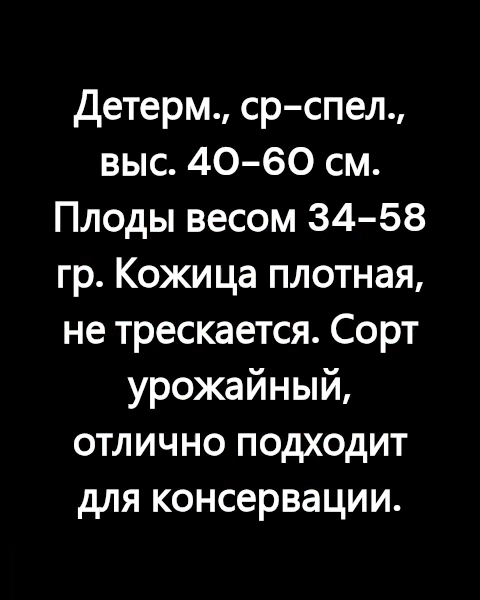 Детерм., ср-спел.,
выс. 40-60 см.
Плоды весом 34-58
гр. Кожица плотная,
не трескается. Сорт
урожайный,
отлично подходит
для консервации.